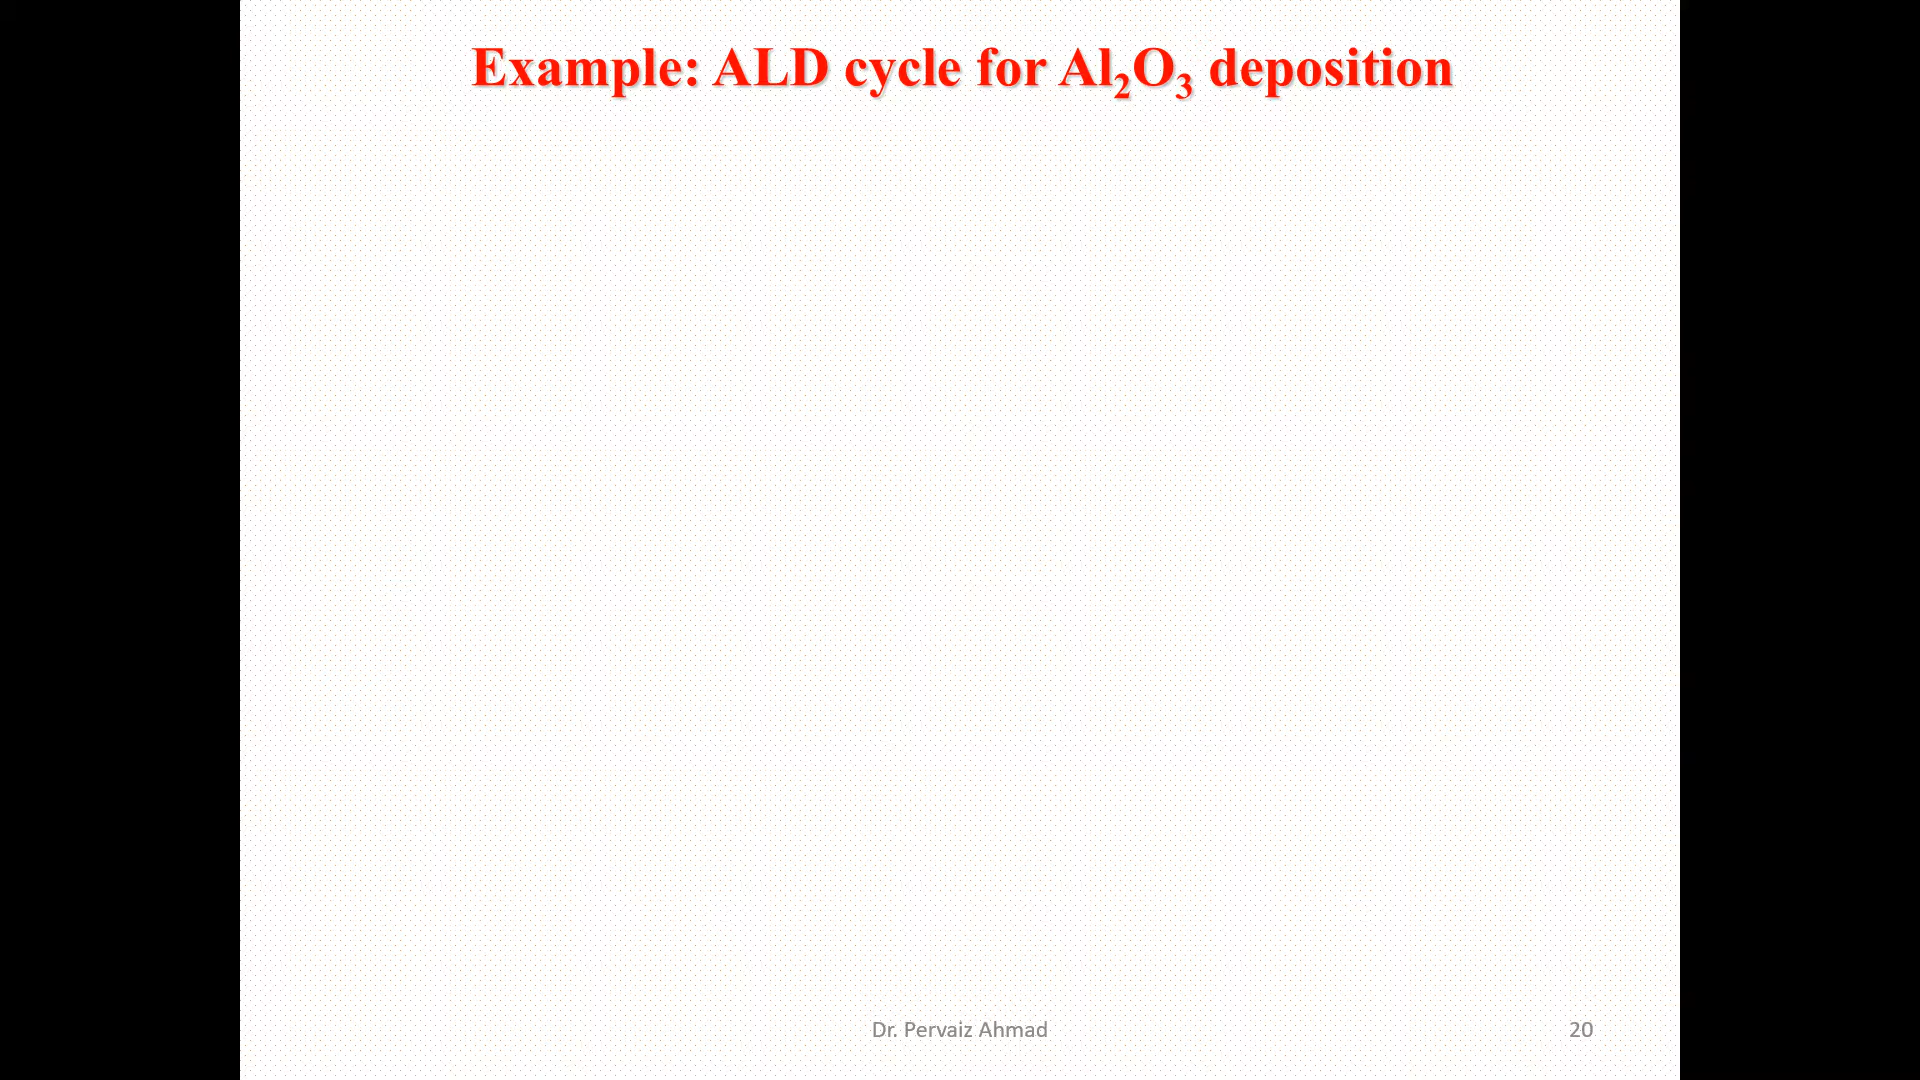 Example: ALD cycle for Al₂O₃ deposition
Dr. Pervaiz Ahmad
20